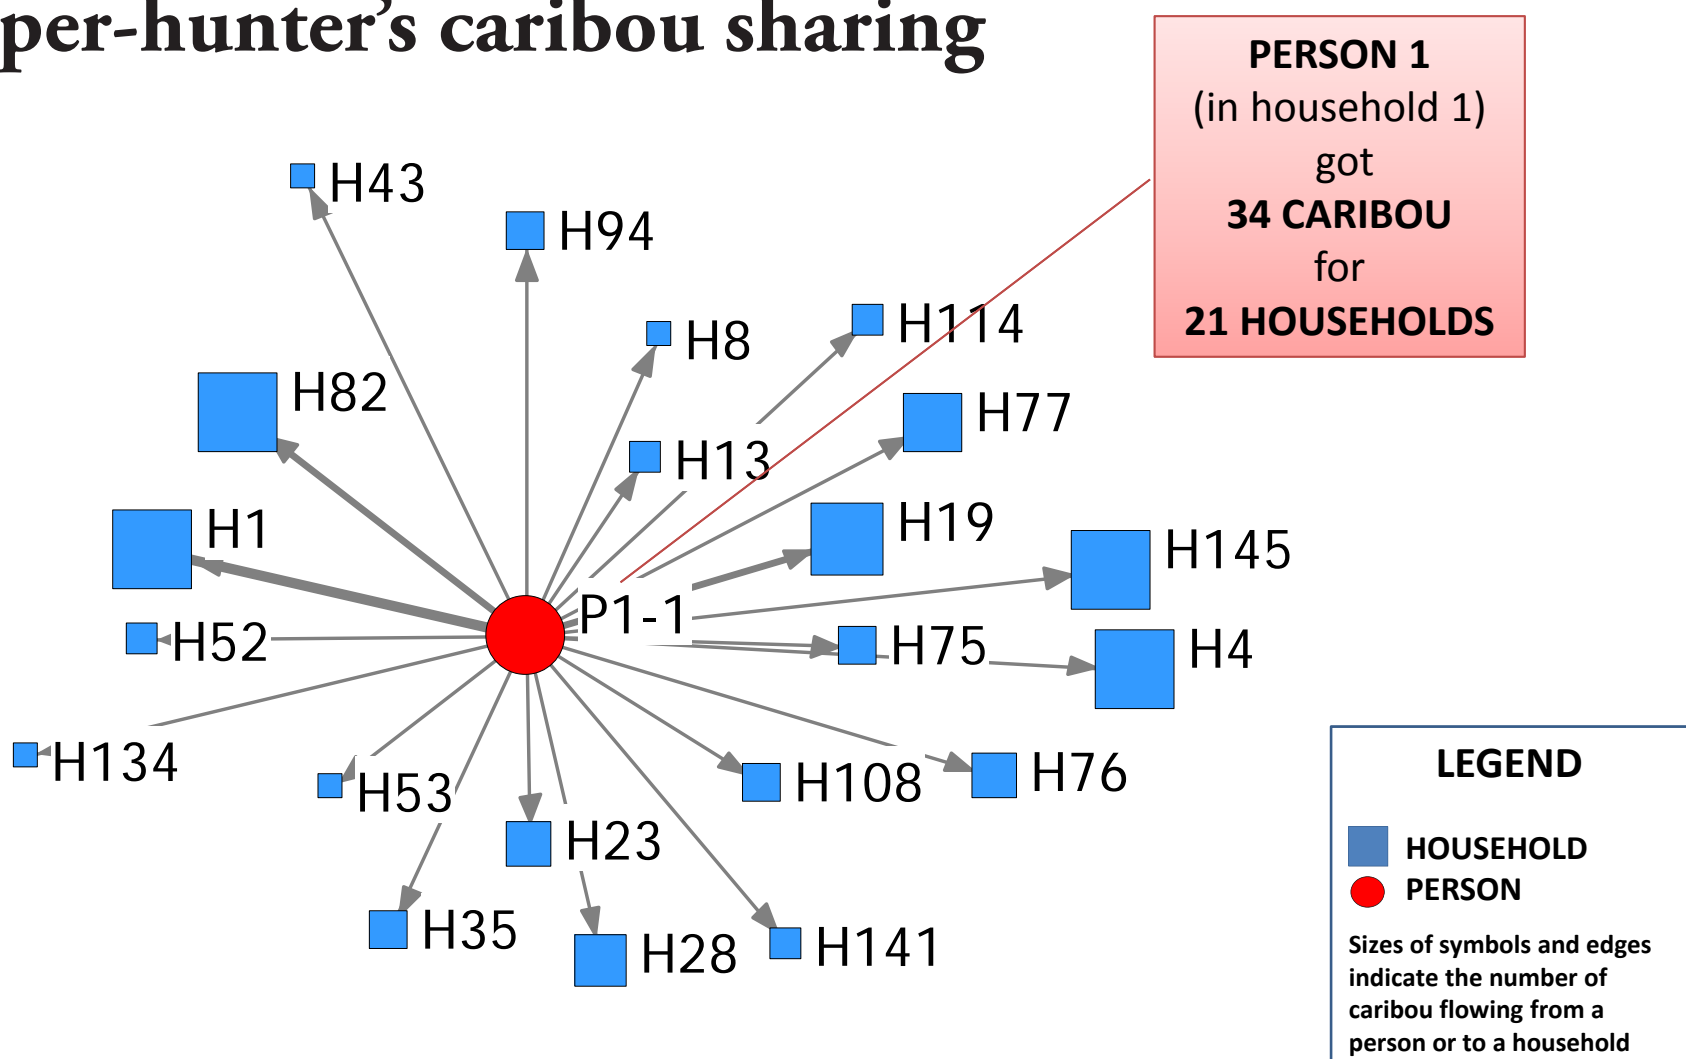 per-hunter's caribou sharing
PERSON 1
(in household 1)
got
34 CARIBOU
for
21 HOUSEHOLDS
H43
H94
H8
H114
H82
H77
H13
H1
H19
H145
P1-1
H52
H75
H4
H134
H53
H108
H76
H23
H35
H28
H141
LEGEND
HOUSEHOLD
PERSON
Sizes of symbols and edges
indicate the number of
caribou flowing from a
person or to a household